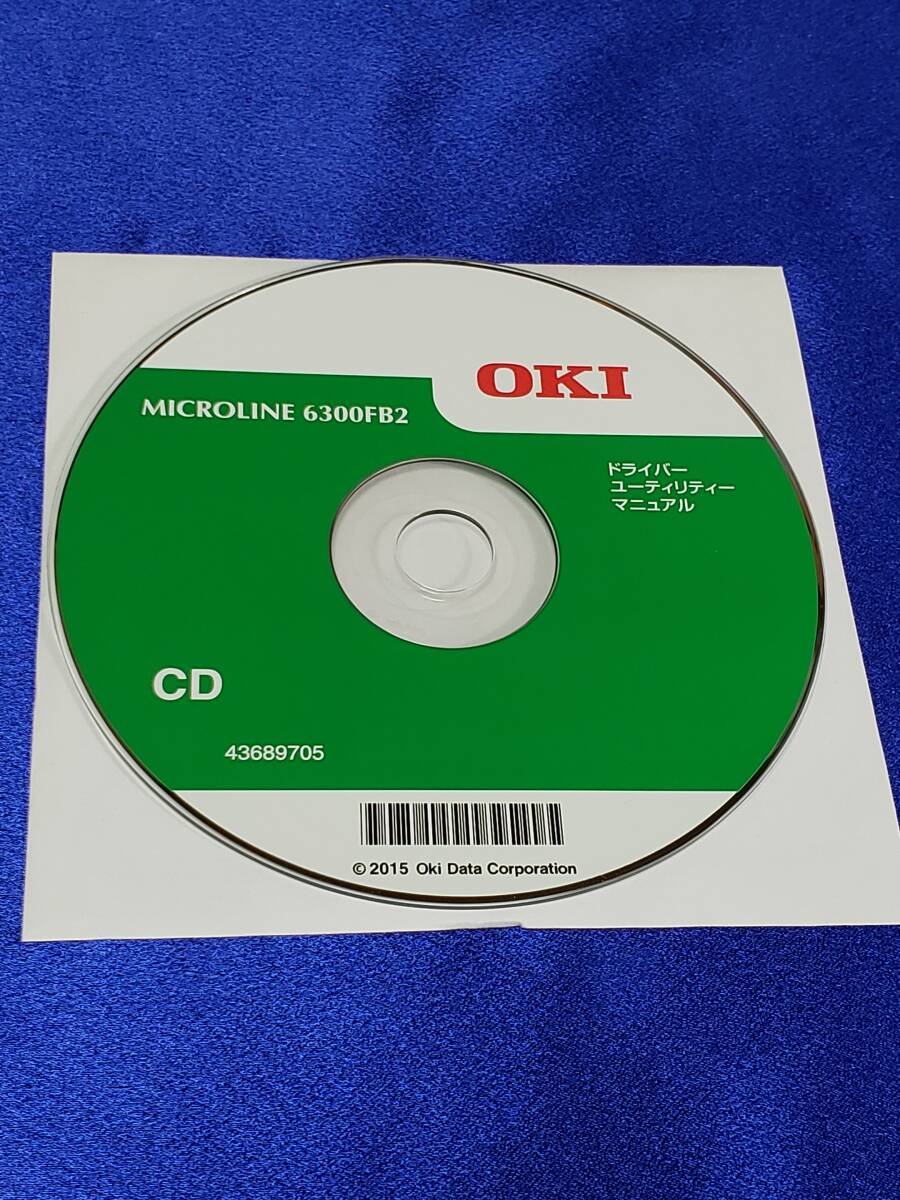 OKI
MICROLINE 6300FB2
ドライバー
ユーティリティー
マニュアル
CD
43689705
© 2015 Oki Data Corporation